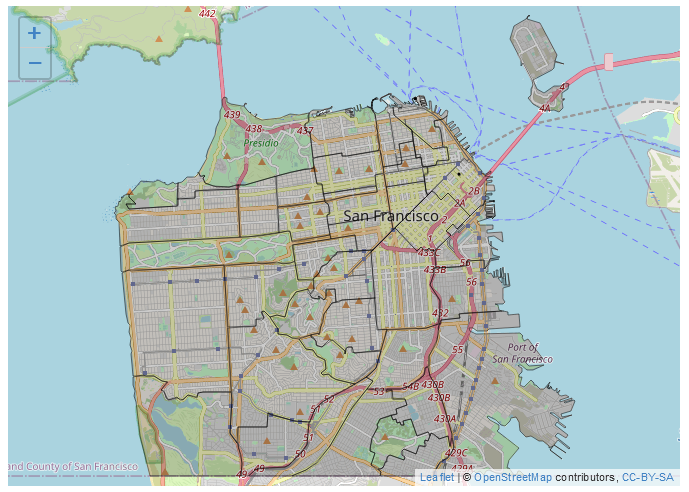 442
+
−
4A
439
438
437
Presidio
2B
2A
San Francisco
2
1
433C
433B
56
56
432
Port of
San Francisco
55
54B
430B
53
52
430B
51
430A
51
50
429C
49
49
429A
and County of San Francisco
Leaflet | © OpenStreetMap contributors, CC-BY-SA